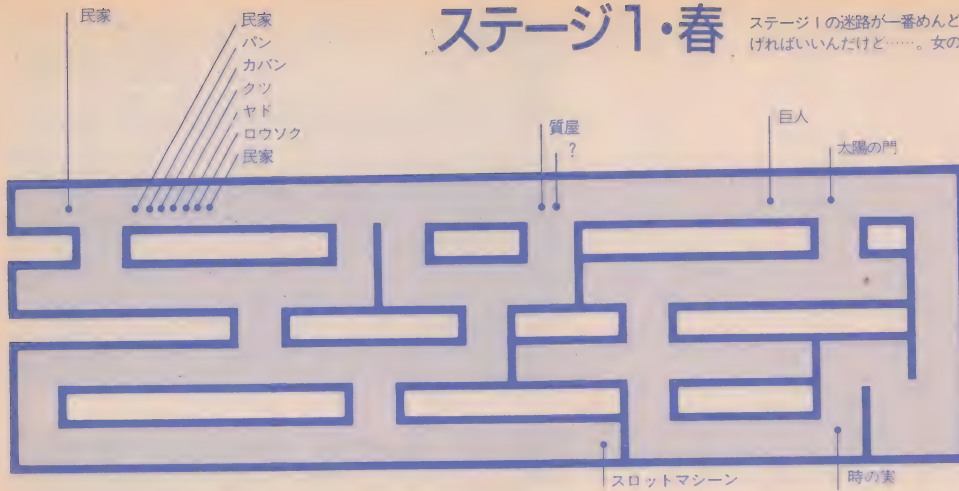 ステージ1・春
ステージ1の迷路が一番めんど
げればいいんだけど……。女の
民家
民家
パン
カバン
クツ
ヤド
ロウソク
民家
質屋
?
巨人
太陽の門
スロットマシーン
時の実